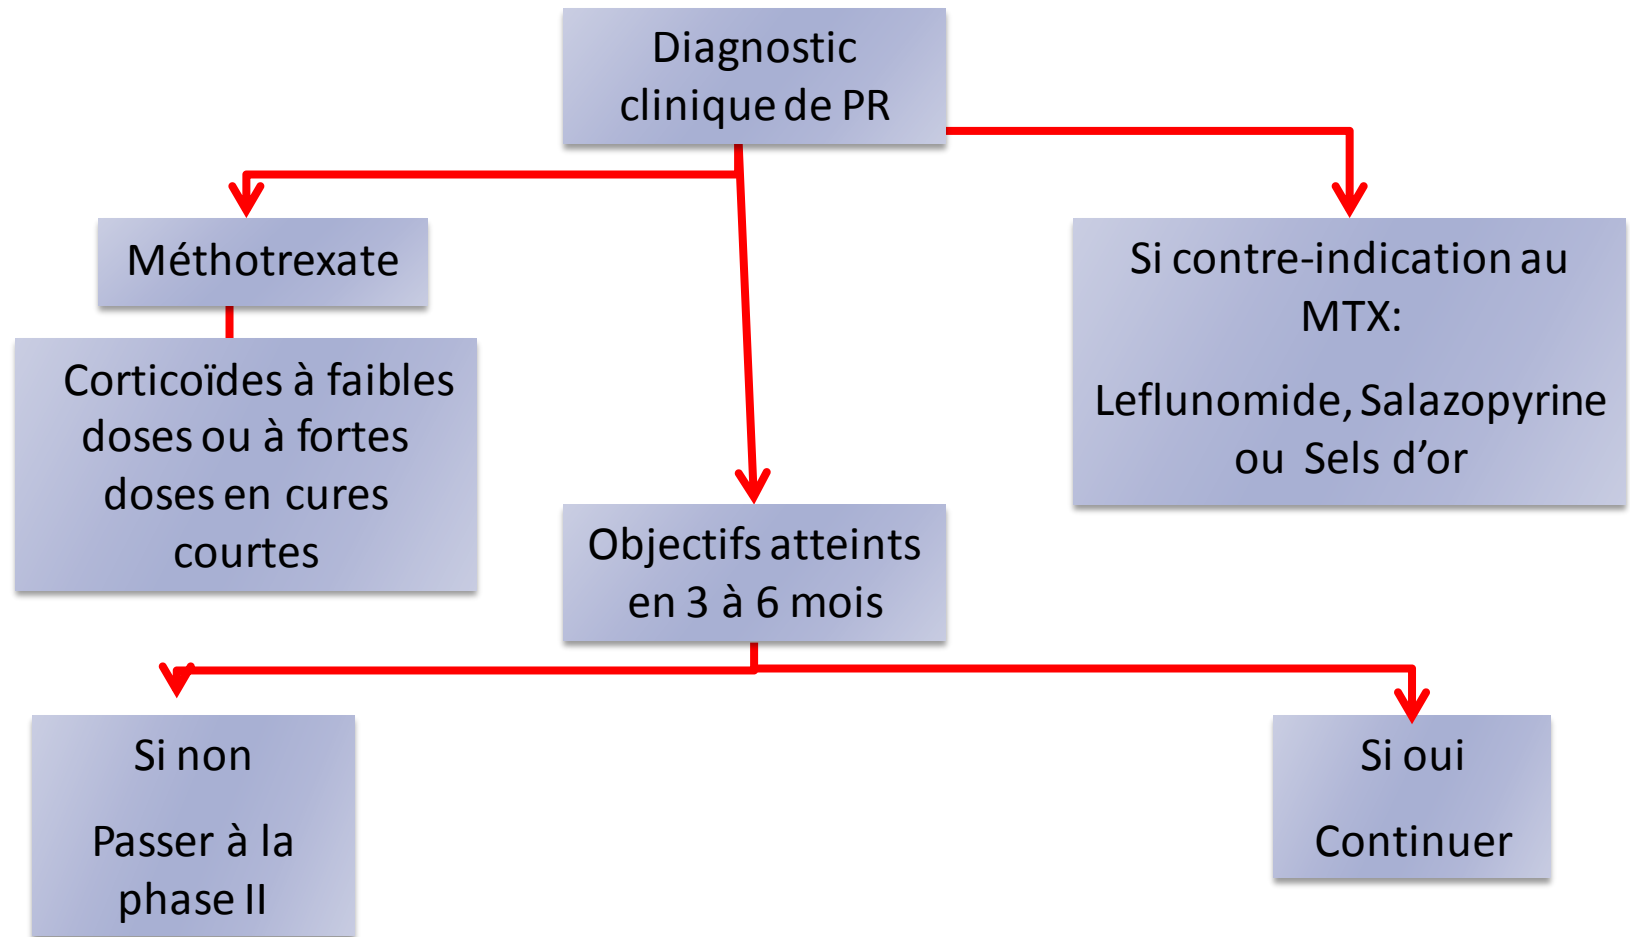 Diagnostic
clinique de PR
Méthotrexate
Corticoïdes à faibles
doses ou à fortes
doses en cures
courtes
Si contre-indication au
MTX:
Leflunomide, Salazopyrine
ou Sels d’or
Objectifs atteints
en 3 à 6 mois
Si non
Passer à la
phase II
Si oui
Continuer